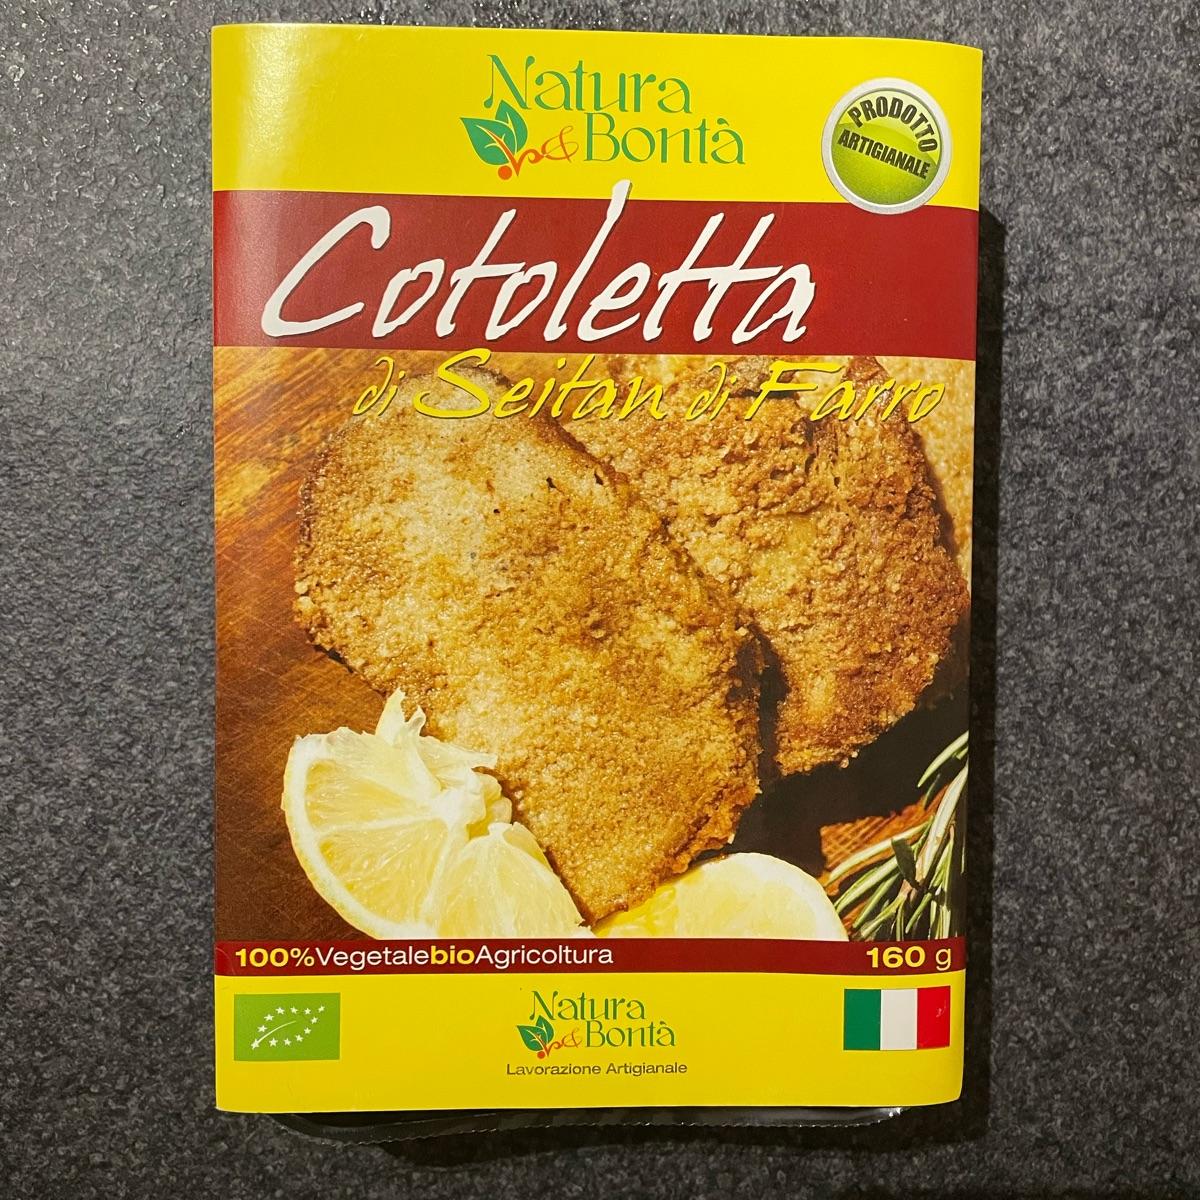 Natura
& Bontà
PRODOTTO
ARTIGIANALE
Cotoletta
di Seitan di Farro
100%VegetalebioAgricoltura
160 g
Natura
& Bontà
Lavorazione Artigianale